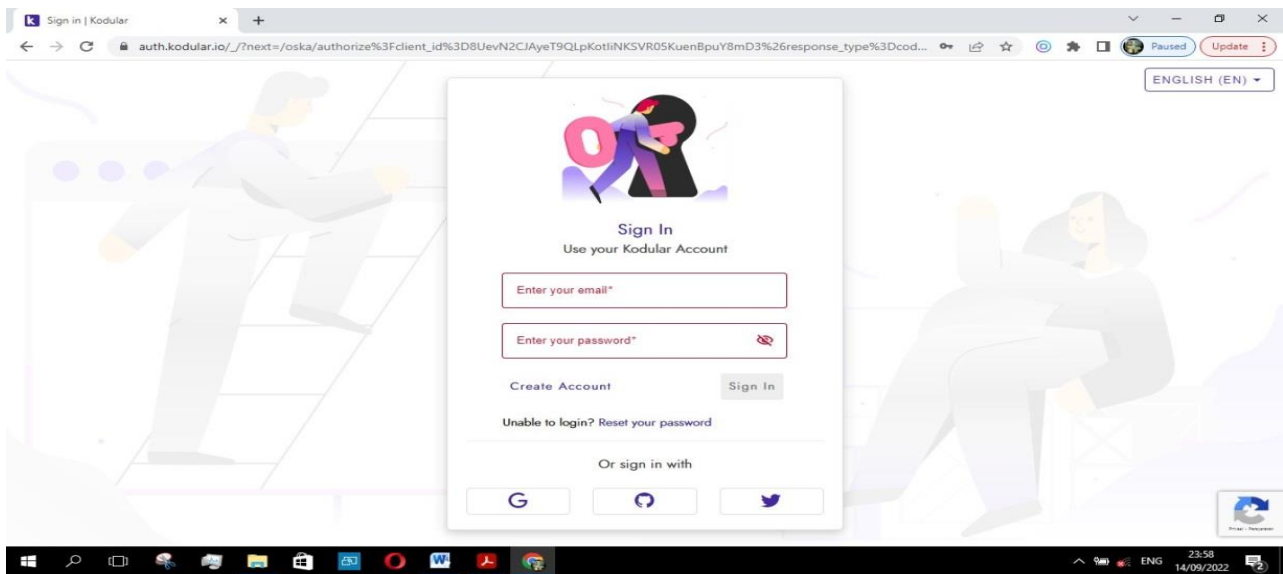 Sign in | Kodular
auth.kodular.io/_/?next=/oska/authorize%3Fclient_id%3D8UevN2CJAyeT9QLpKotIiNKSVR05KuenBpuY8mD3%26response_type%3Dcod...
Paused
Update
ENGLISH (EN)
Sign In
Use your Kodular Account
Enter your email*
Enter your password*
Create Account
Sign In
Unable to login? Reset your password
Or sign in with
ENG
23:58
14/09/2022